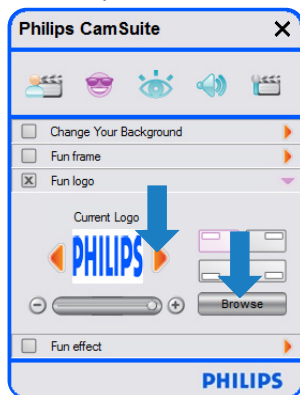 Philips CamSuite
Change Your Background
Fun frame
Fun logo
Current Logo
PHILIPS
Browse
Fun effect
PHILIPS